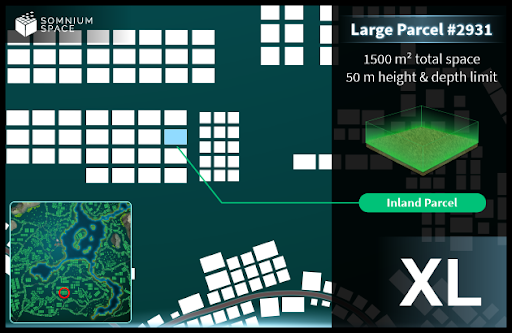 SOMNIUM
SPACE
Large Parcel #2931
1500 m² total space
50 m height & depth limit
Inland Parcel
XL